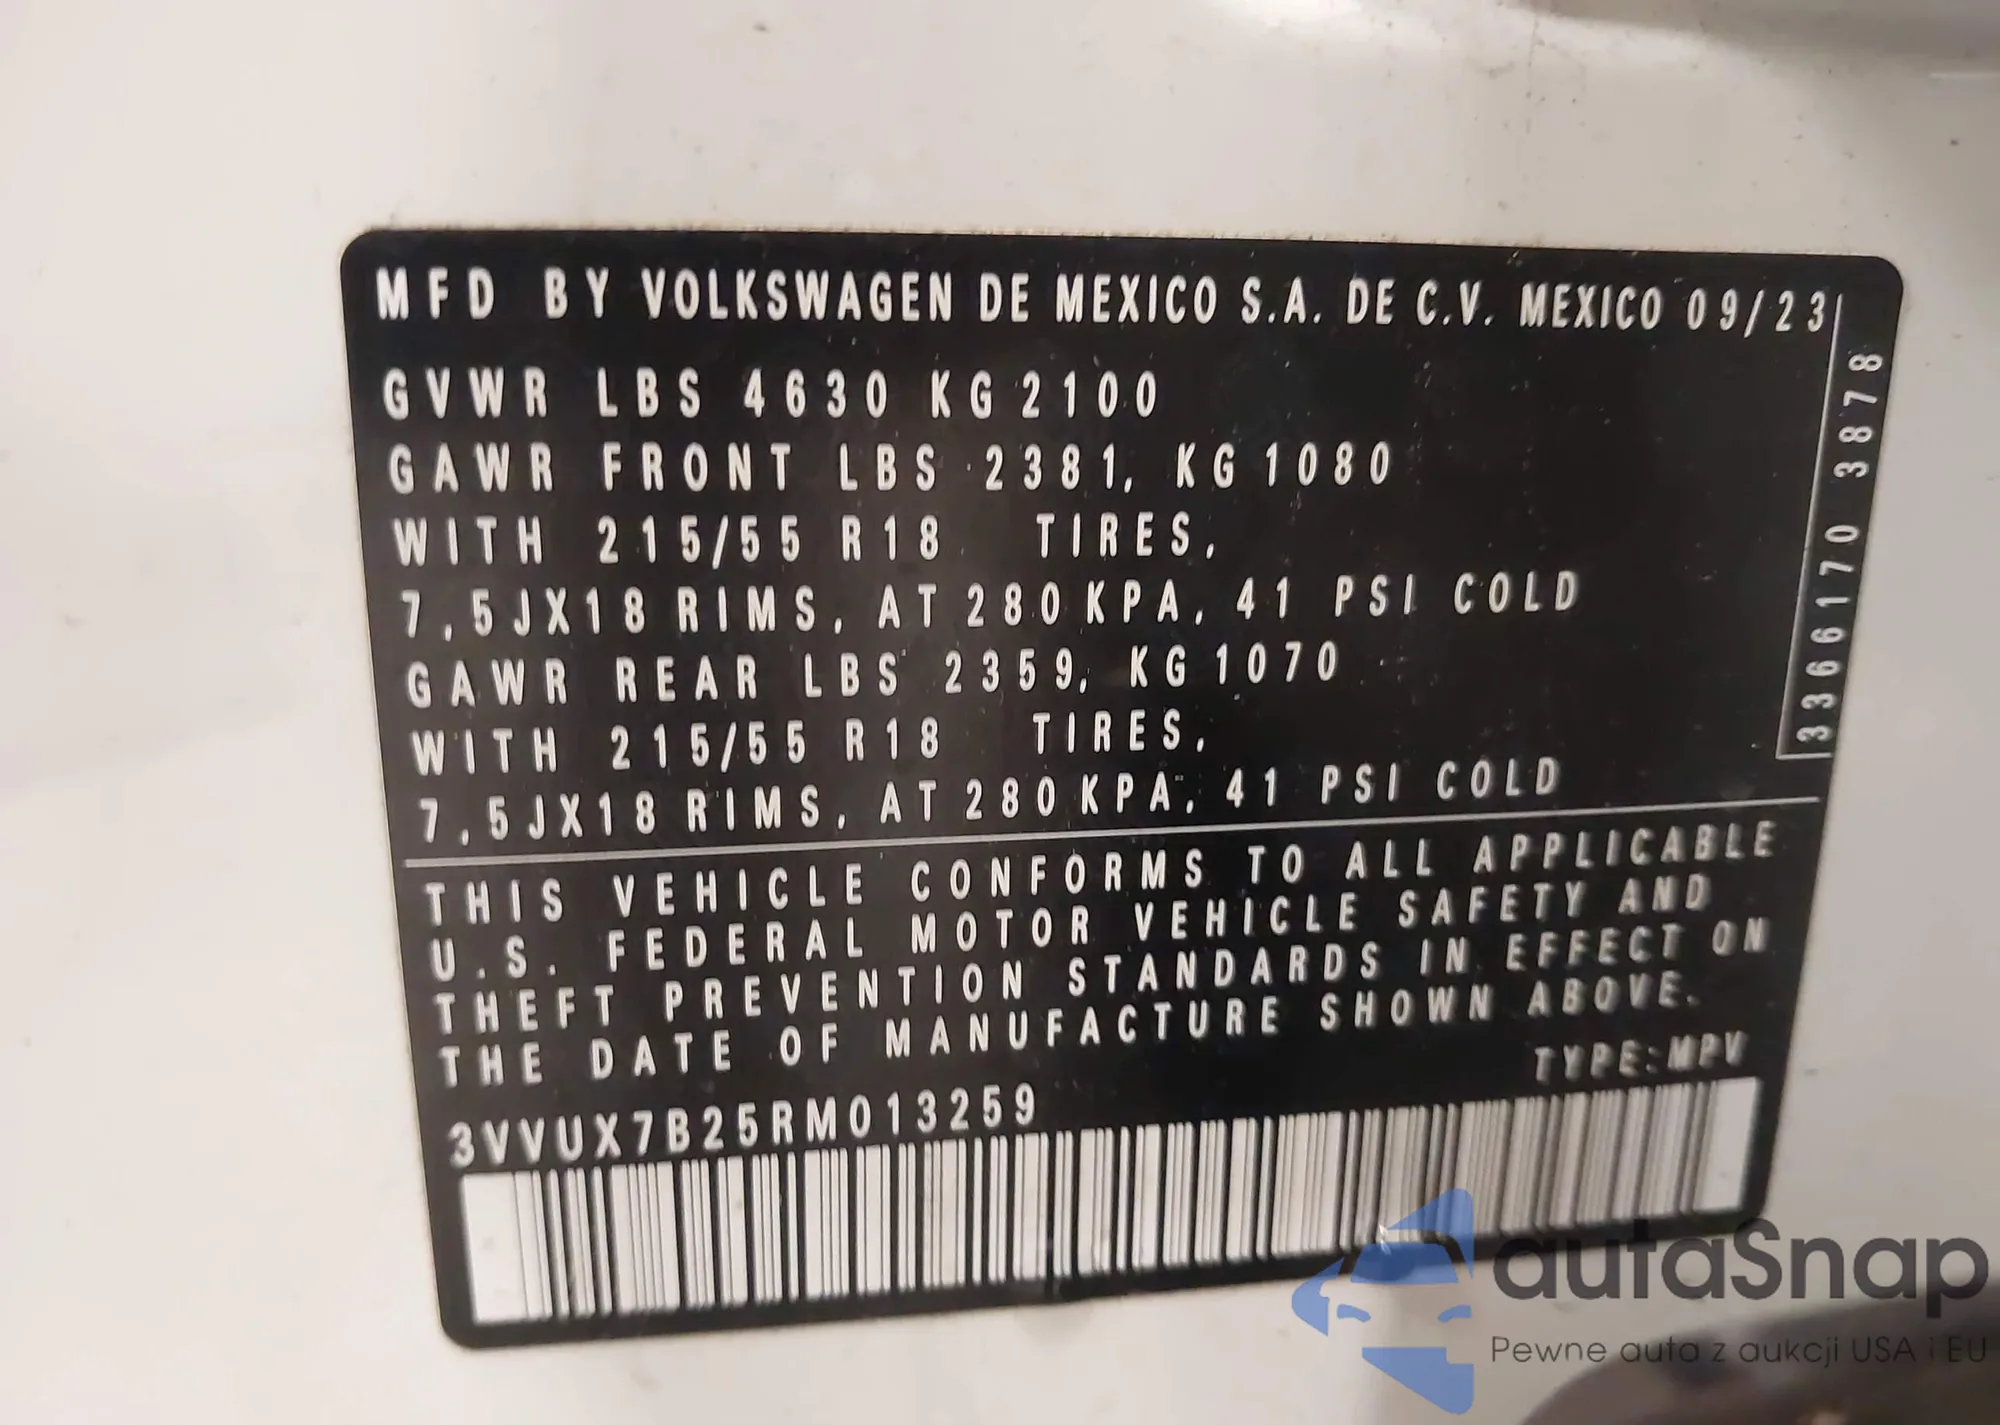 MFD BY VOLKSWAGEN DE MEXICO S.A. DE C.V. MEXICO 09/23
GVWR LBS 4630 KG 2100
GAWR FRONT LBS 2381, KG 1080
WITH 215/55 R18 TIRES,
7,5JX18 RIMS, AT 280 KPA, 41 PSI COLD
GAWR REAR LBS 2359, KG 1070
WITH 215/55 R18 TIRES,
7,5JX18 RIMS, AT 280 KPA, 41 PSI COLD
3366170 3878
THIS VEHICLE CONFORMS TO ALL APPLICABLE
U.S. FEDERAL MOTOR VEHICLE SAFETY AND
THEFT PREVENTION STANDARDS IN EFFECT ON
THE DATE OF MANUFACTURE SHOWN ABOVE.
TYPE:MPV
3VVUX7B25RM013259
autaSnap
Pewne auta z aukcji USA i EU